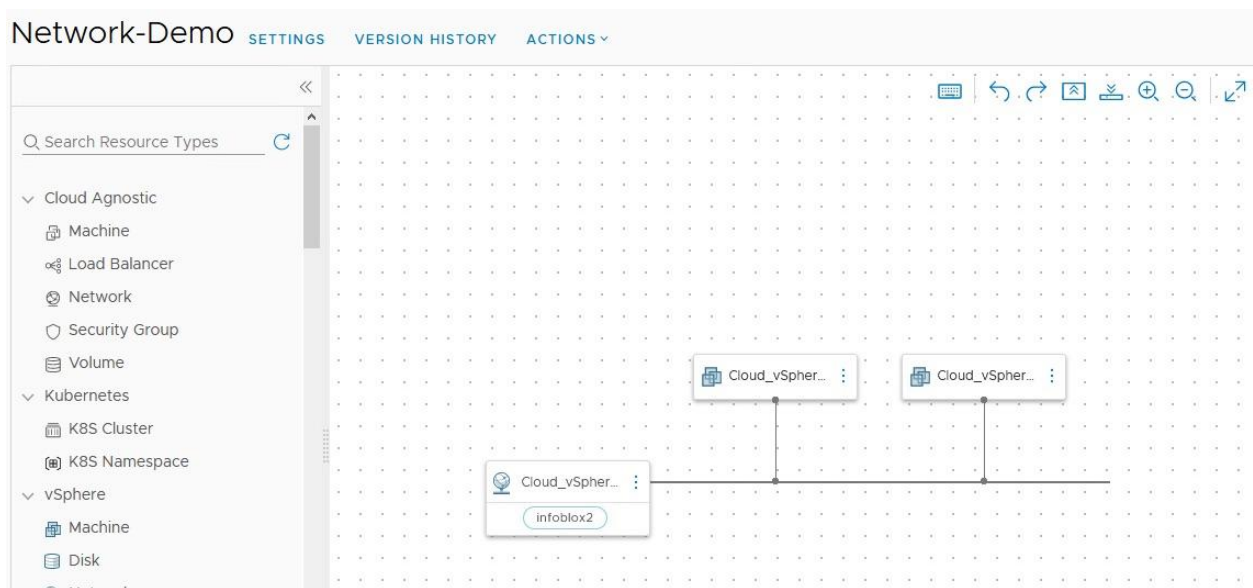 Network-Demo SETTINGS VERSION HISTORY ACTIONS
Search Resource Types
Cloud Agnostic
Machine
Load Balancer
Network
Security Group
Volume
Kubernetes
K8S Cluster
K8S Namespace
vSphere
Machine
Disk
Cloud_vSpher... Cloud_vSpher...
Cloud_vSpher...
infoblox2